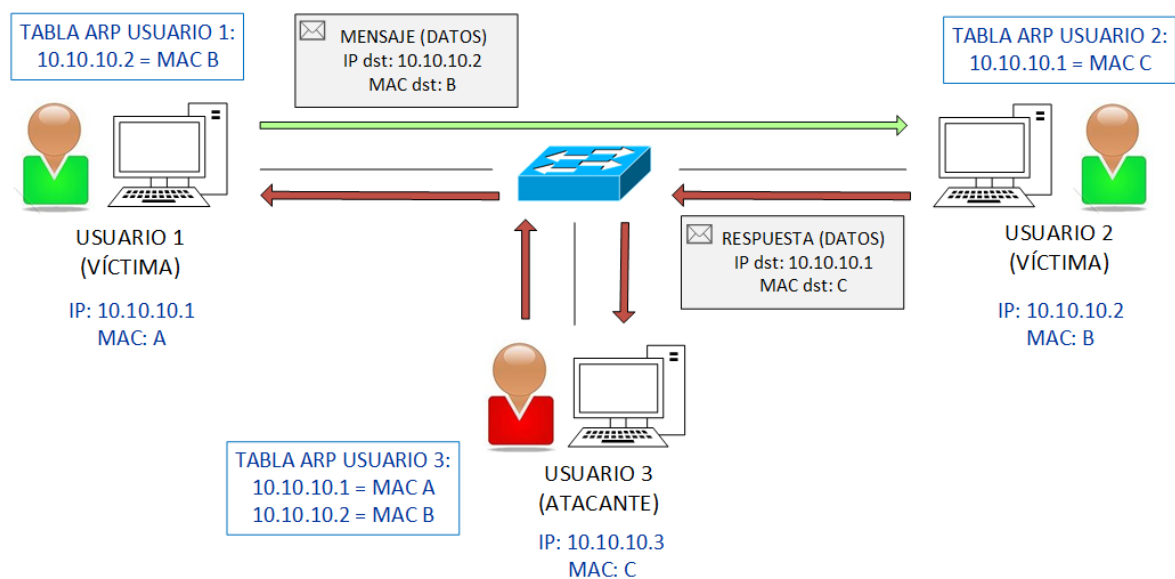 TABLA ARP USUARIO 1:
10.10.10.2 = MAC B
MENSAJE (DATOS)
IP dst: 10.10.10.2
MAC dst: B
TABLA ARP USUARIO 2:
10.10.10.1 = MAC C
USUARIO 1
(VÍCTIMA)
IP: 10.10.10.1
MAC: A
RESPUESTA (DATOS)
IP dst: 10.10.10.1
MAC dst: C
USUARIO 2
(VÍCTIMA)
IP: 10.10.10.2
MAC: B
TABLA ARP USUARIO 3:
10.10.10.1 = MAC A
10.10.10.2 = MAC B
USUARIO 3
(ATACANTE)
IP: 10.10.10.3
MAC: C